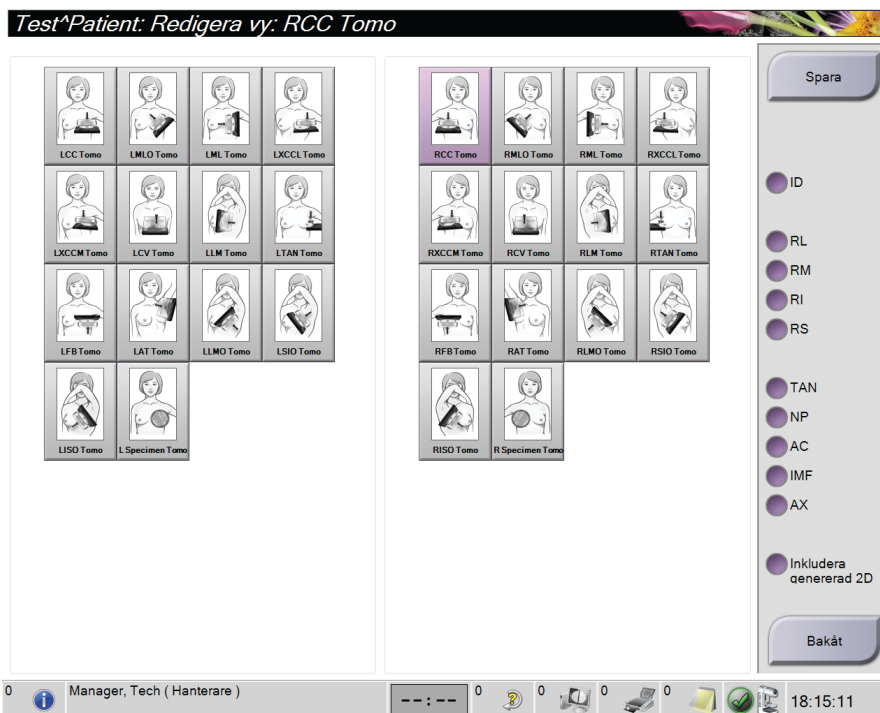 Test^Patient: Redigera vy: RCC Tomo
LCC Tomo LMLO Tomo LML Tomo LXCCL Tomo
LXCCM Tomo LCV Tomo LLM Tomo LTAN Tomo
LFB Tomo LAT Tomo LLMO Tomo LSIO Tomo
LISO Tomo L Specimen Tomo
RCC Tomo RMLO Tomo RML Tomo RXCCL Tomo
RXCCM Tomo RCV Tomo RLM Tomo RTAN Tomo
RFB Tomo RAT Tomo RLMO Tomo RSIO Tomo
RISO Tomo R Specimen Tomo
Spara
ID
RL
RM
RI
RS
TAN
NP
AC
IMF
AX
Inkludera
genererad 2D
Bakåt
0 Manager, Tech ( Hanterare ) --:-- 0 0 0 0 18:15:11